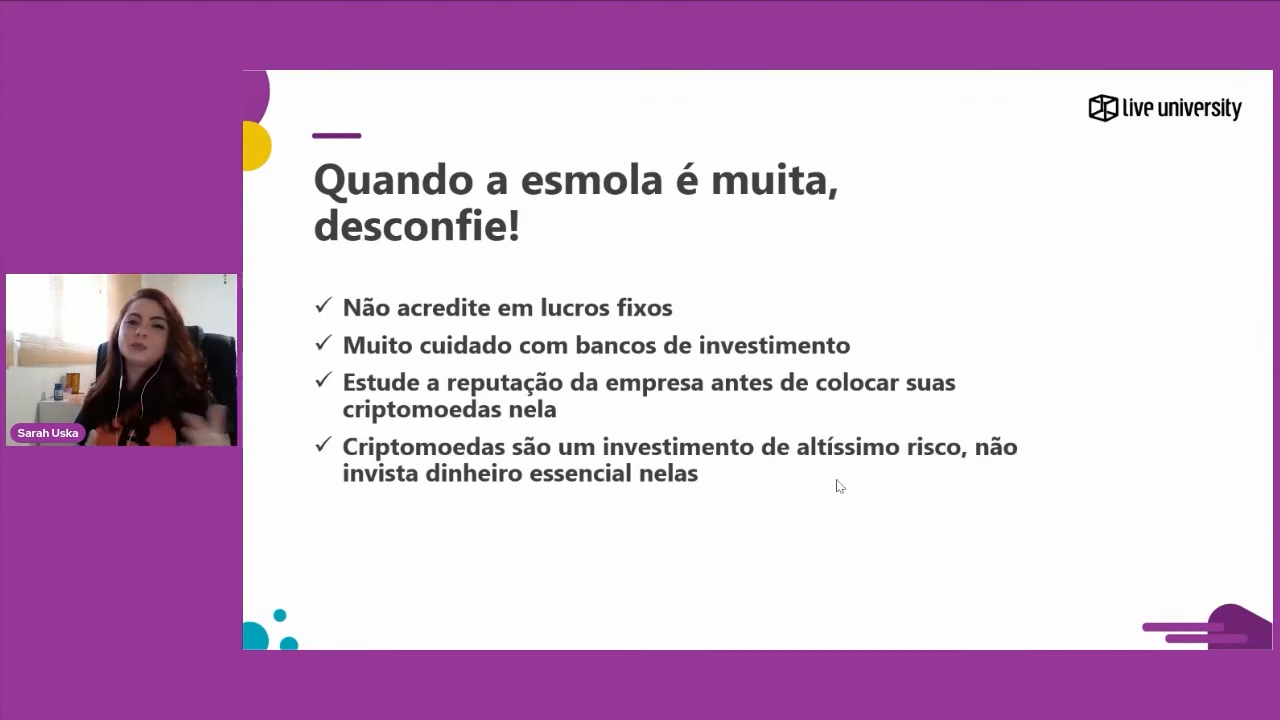 live university
Quando a esmola é muita,
desconfie!
✓ Não acredite em lucros fixos
✓ Muito cuidado com bancos de investimento
✓ Estude a reputação da empresa antes de colocar suas
criptomoedas nela
✓ Criptomoedas são um investimento de altíssimo risco, não
invista dinheiro essencial nelas
Sarah Uska